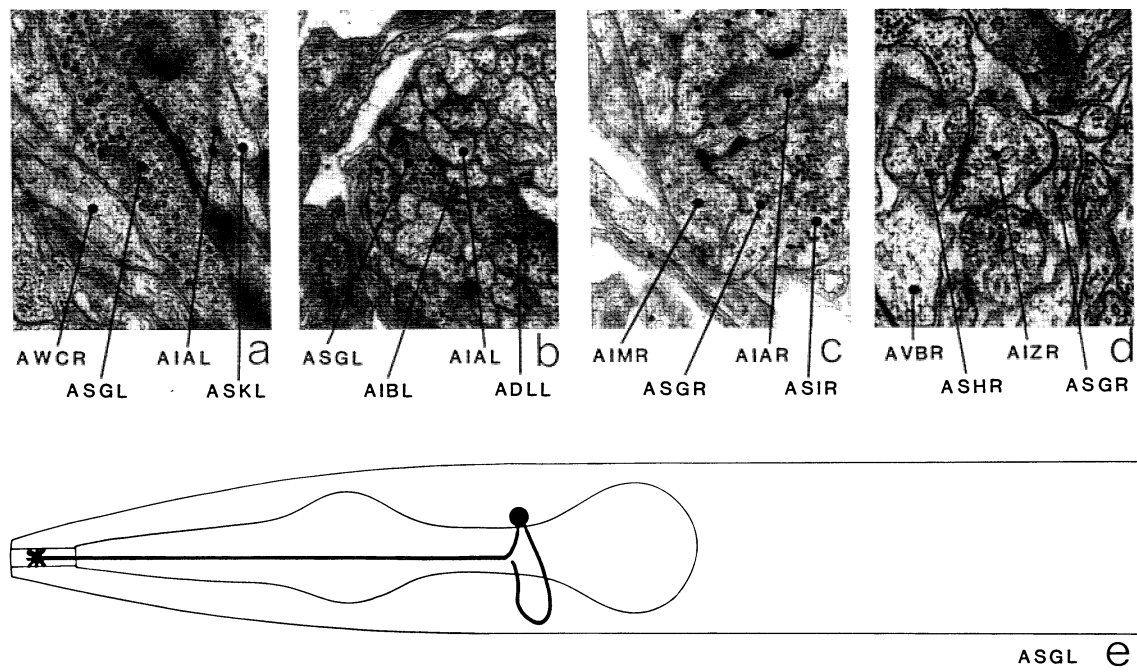 AWCR AIAL a
ASGL ASKL
ASGL AIAL b
AIBL ADLL
AIMR AIAR c
ASGR ASIR
AVBR AIZR d
ASHR ASGR
ASGL e